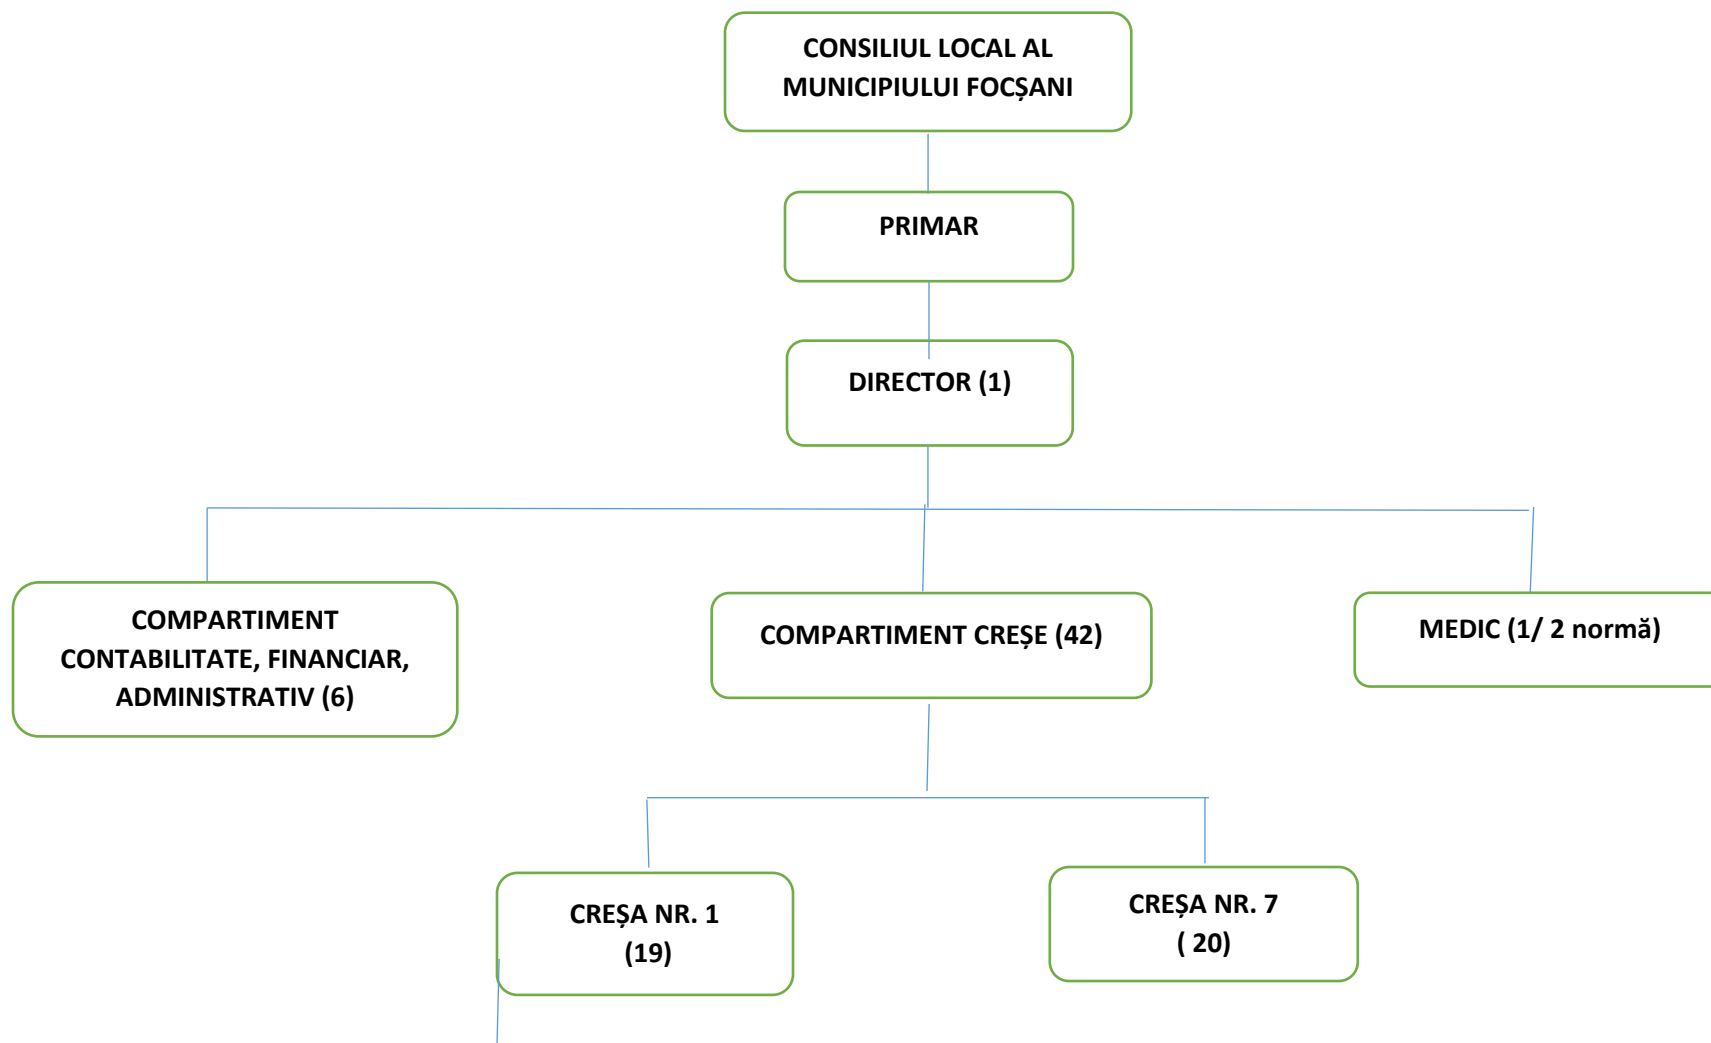 CONSILIUL LOCAL AL
MUNICIPIULUI FOCȘANI
PRIMAR
DIRECTOR (1)
COMPARTIMENT
CONTABILITATE, FINANCIAR,
ADMINISTRATIV (6)
COMPARTIMENT CREȘE (42)
MEDIC (1/ 2 normă)
CREȘA NR. 1
(19)
CREȘA NR. 7
( 20)